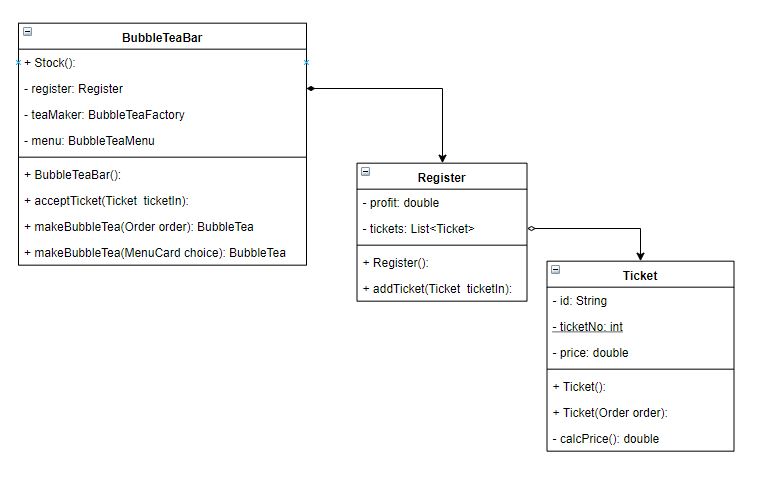 BubbleTeaBar
+ Stock():
- register: Register
- teaMaker: BubbleTeaFactory
- menu: BubbleTeaMenu
+ BubbleTeaBar():
+ acceptTicket(Ticket ticketIn):
+ makeBubbleTea(Order order): BubbleTea
+ makeBubbleTea(MenuCard choice): BubbleTea
Register
- profit: double
- tickets: List<Ticket>
+ Register():
+ addTicket(Ticket ticketIn):
Ticket
- id: String
- ticketNo: int
- price: double
+ Ticket():
+ Ticket(Order order):
- calcPrice(): double